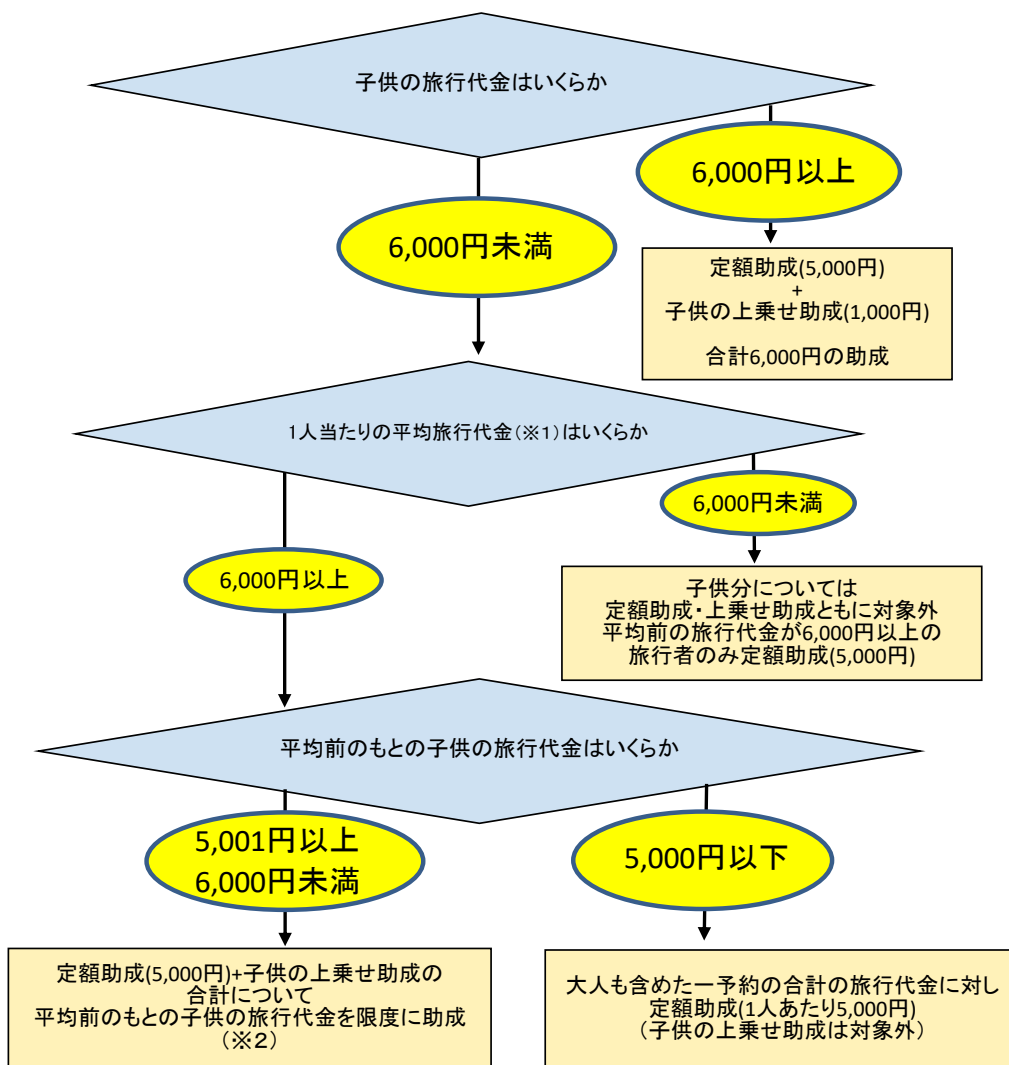 子供の旅行代金はいくらか
6,000円以上
6,000円未満
定額助成(5,000円)
+
子供の上乗せ助成(1,000円)
合計6,000円の助成
1人当たりの平均旅行代金(※1)はいくらか
6,000円未満
6,000円以上
子供分については
定額助成・上乗せ助成ともに対象外
平均前の旅行代金が6,000円以上の
旅行者のみ定額助成(5,000円)
平均前のもとの子供の旅行代金はいくらか
5,001円以上
6,000円未満
5,000円以下
定額助成(5,000円)+子供の上乗せ助成の
合計について
平均前のもとの子供の旅行代金を限度に助成
(※2)
大人も含めた一予約の合計の旅行代金に対し
定額助成(1人あたり5,000円)
(子供の上乗せ助成は対象外)